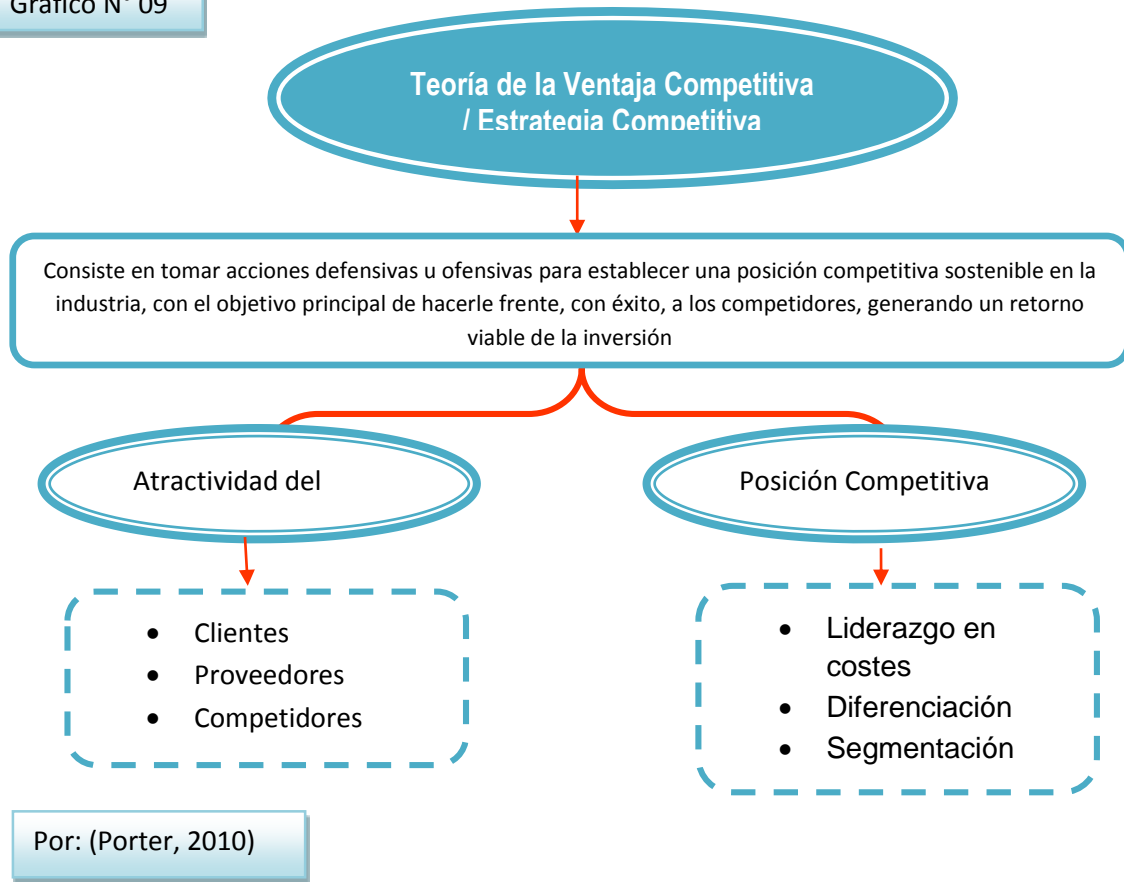 Gráfico N° 09
Teoría de la Ventaja Competitiva
/ Estrategia Competitiva
Consiste en tomar acciones defensivas u ofensivas para establecer una posición competitiva sostenible en la
industria, con el objetivo principal de hacerle frente, con éxito, a los competidores, generando un retorno
viable de la inversión
Atractividad del
Posición Competitiva
• Clientes
• Proveedores
• Competidores
• Liderazgo en
costes
• Diferenciación
• Segmentación
Por: (Porter, 2010)